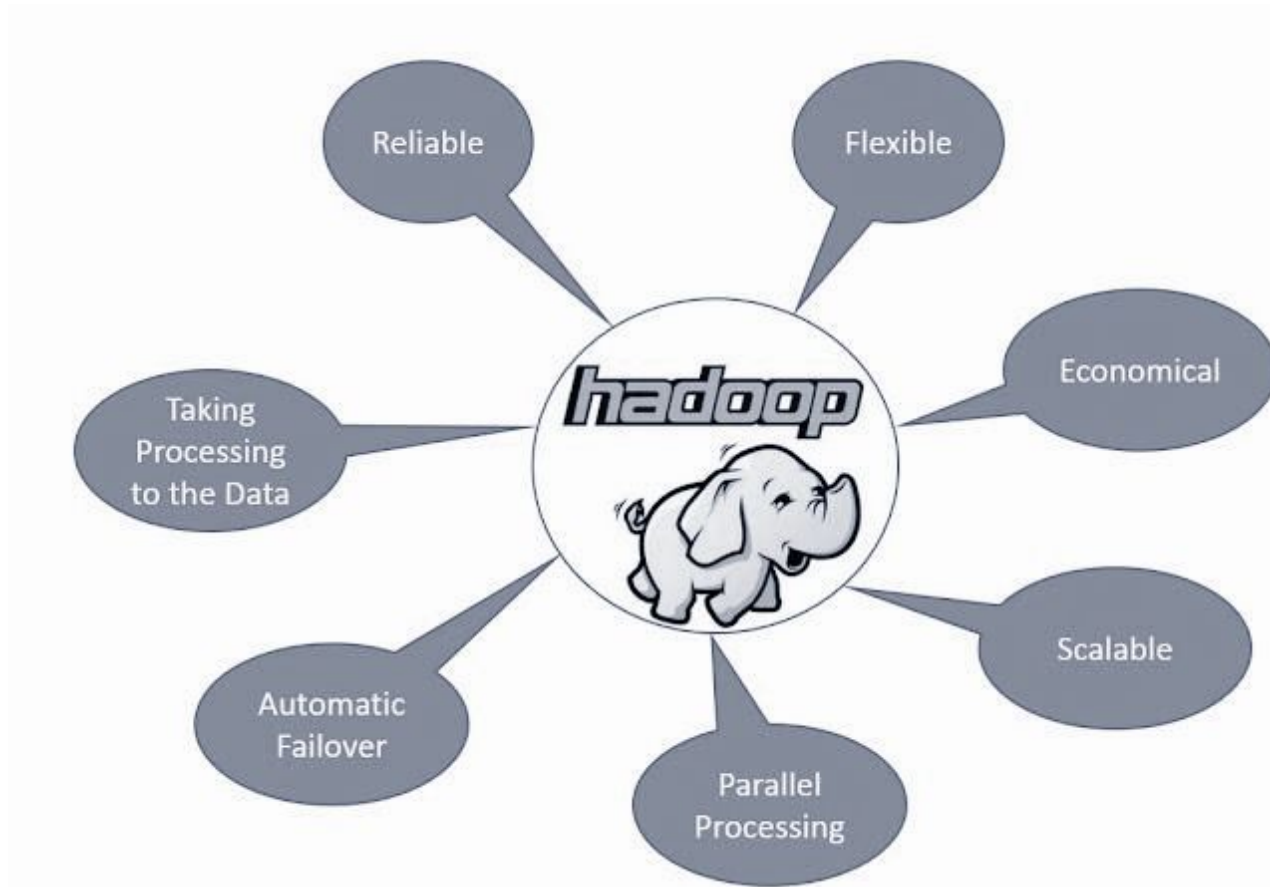 Reliable
Flexible
Economical
hadoop
Taking
Processing
to the Data
Scalable
Automatic
Failover
Parallel
Processing